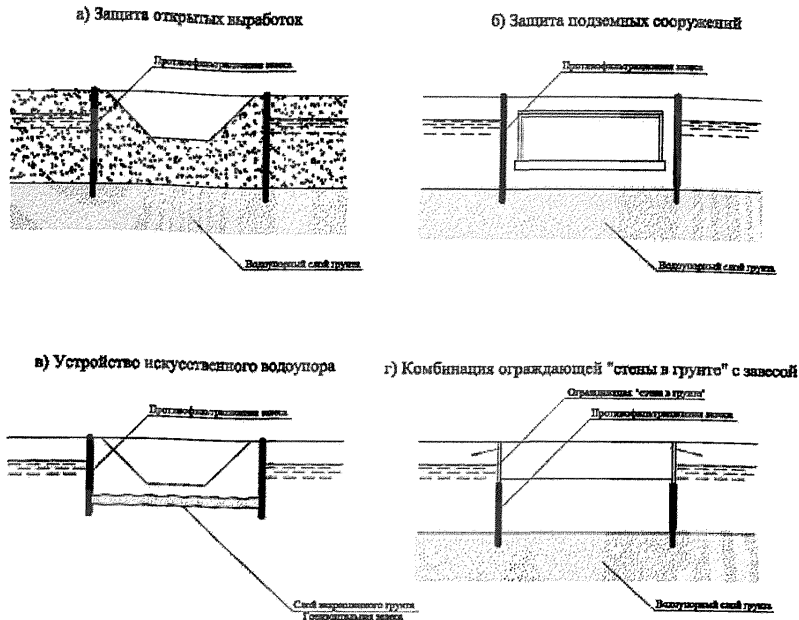 а) Защита открытых выработок
Противофильтрационная завеса
Водоупорный слой грунта
б) Защита подземных сооружений
Противофильтрационная завеса
Водоупорный слой грунта
в) Устройство искусственного водоупора
Противофильтрационная завеса
Слой закрепленного грунта
Горизонтальная завеса
г) Комбинация ограждающей "стены в грунте" с завесой
Ограждающая "стена в грунте"
Противофильтрационная завеса
Водоупорный слой грунта